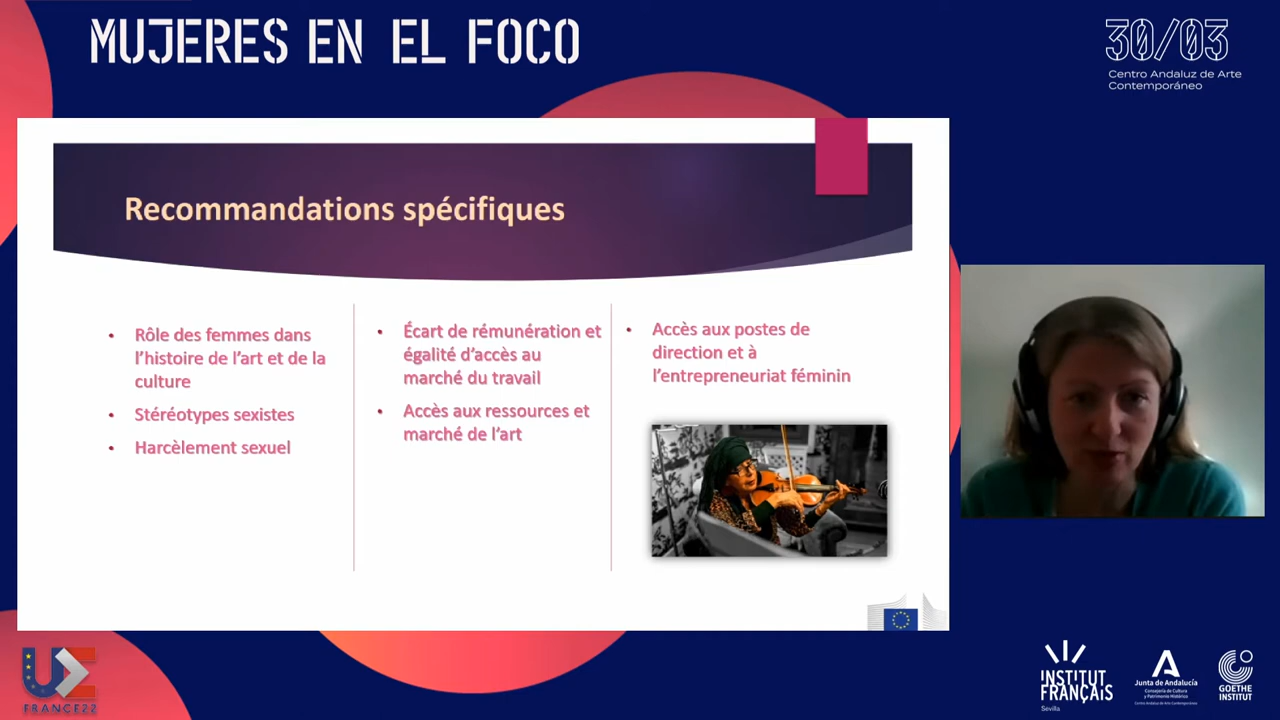 MUJERES EN EL FOCO
30/03
Centro Andaluz de Arte
Contemporáneo
Recommandations spécifiques
• Rôle des femmes dans
l'histoire de l'art et de la
culture
• Stéréotypes sexistes
• Harcèlement sexuel
• Écart de rémunération et
égalité d'accès au
marché du travail
• Accès aux ressources et
marché de l'art
• Accès aux postes de
direction et à
l'entrepreneuriat féminin
UE
FRANCE22
INSTITUT
FRANÇAIS
Sevilla
Junta de Andalucía
Consejería de Cultura
y Patrimonio Histórico
Centro Andaluz de Arte Contemporáneo
GOETHE
INSTITUT